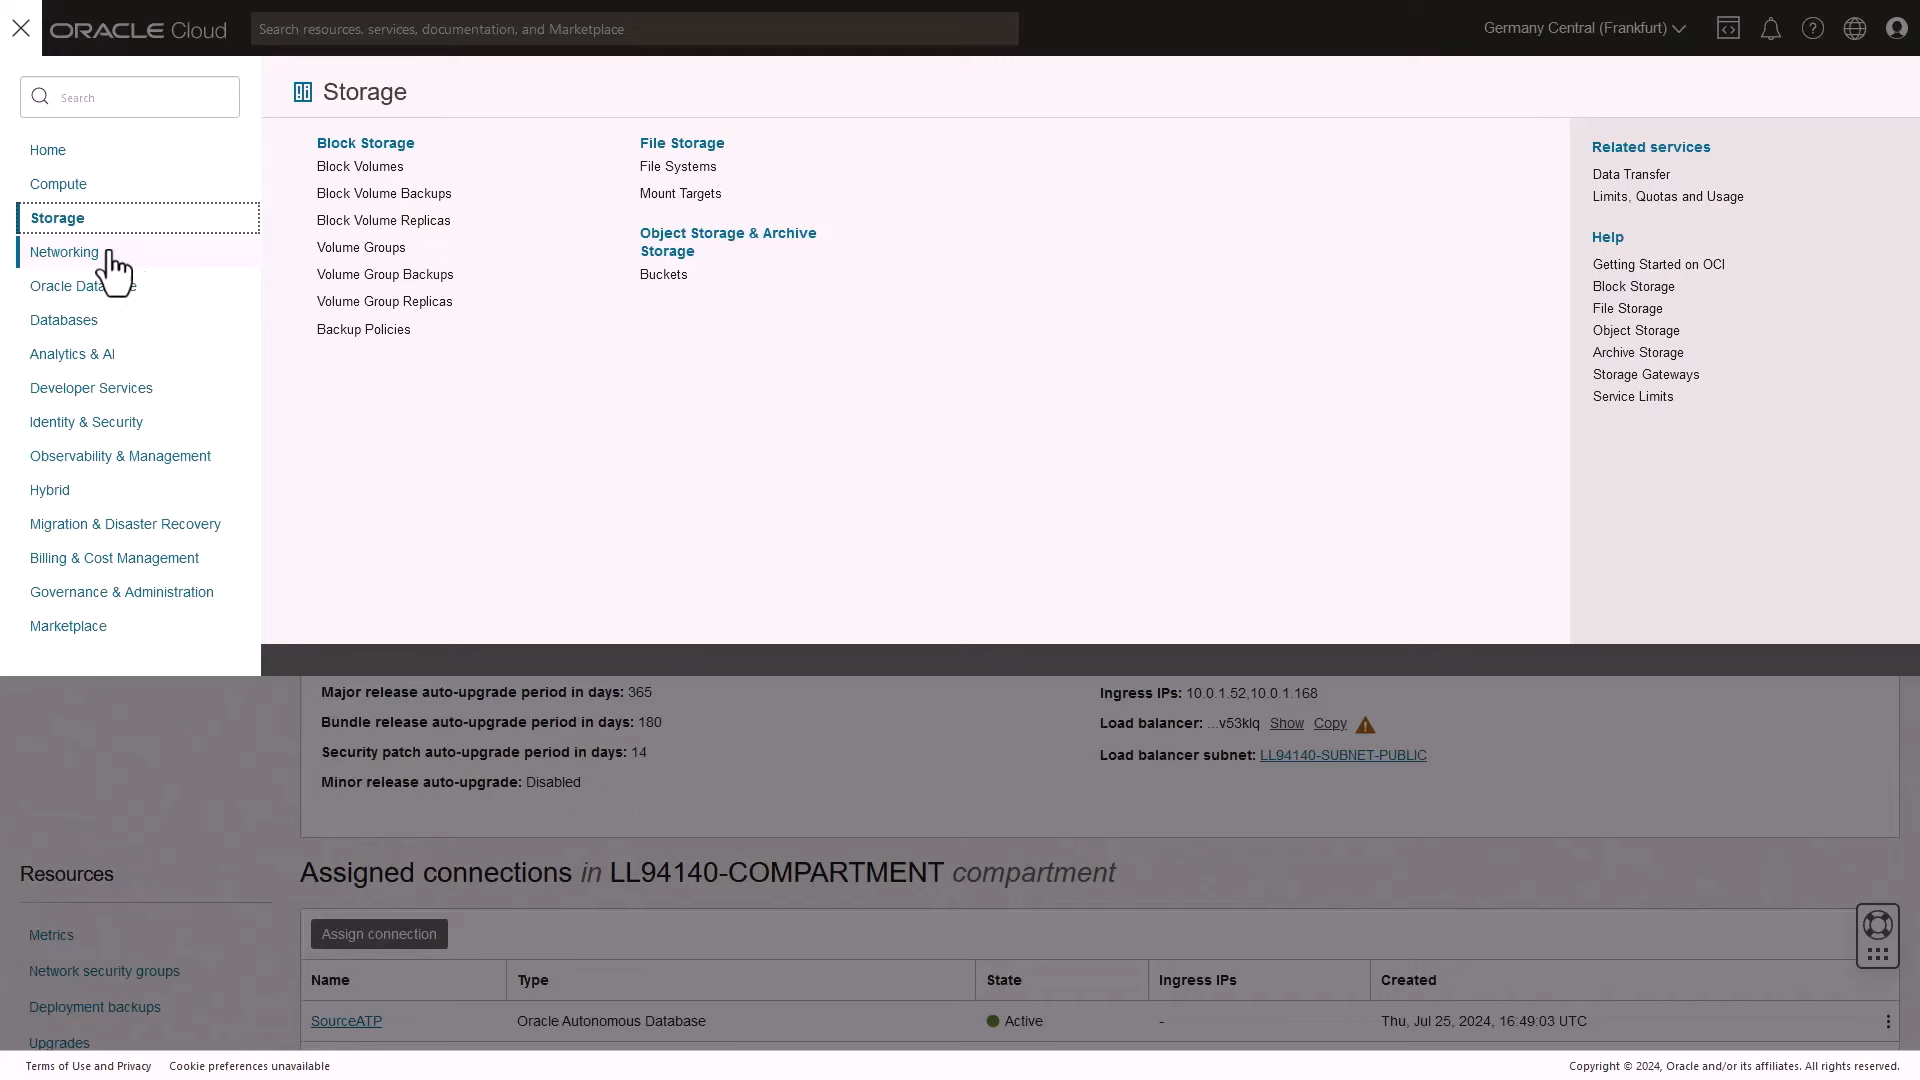 ORACLE Cloud
Search resources, services, documentation, and Marketplace
Germany Central (Frankfurt)
Search
Home
Compute
Storage
Networking
Oracle Data
Databases
Analytics & AI
Developer Services
Identity & Security
Observability & Management
Hybrid
Migration & Disaster Recovery
Billing & Cost Management
Governance & Administration
Marketplace
Storage
Block Storage
Block Volumes
Block Volume Backups
Block Volume Replicas
Volume Groups
Volume Group Backups
Volume Group Replicas
Backup Policies
File Storage
File Systems
Mount Targets
Object Storage & Archive
Storage
Buckets
Related services
Data Transfer
Limits, Quotas and Usage
Help
Getting Started on OCI
Block Storage
File Storage
Object Storage
Archive Storage
Storage Gateways
Service Limits
Major release auto-upgrade period in days: 365
Bundle release auto-upgrade period in days: 180
Security patch auto-upgrade period in days: 14
Minor release auto-upgrade: Disabled
Ingress IPs: 10.0.1.52,10.0.1.168
Load balancer: ...v53klq Show Copy
Load balancer subnet: LL94140-SUBNET-PUBLIC
Resources
Metrics
Network security groups
Deployment backups
Upgrades
Assigned connections in LL94140-COMPARTMENT compartment
Assign connection
Name Type State Ingress IPs Created
SourceATP Oracle Autonomous Database Active - Thu, Jul 25, 2024, 16:49:03 UTC
Terms of Use and Privacy Cookie preferences unavailable
Copyright © 2024, Oracle and/or its affiliates. All rights reserved.